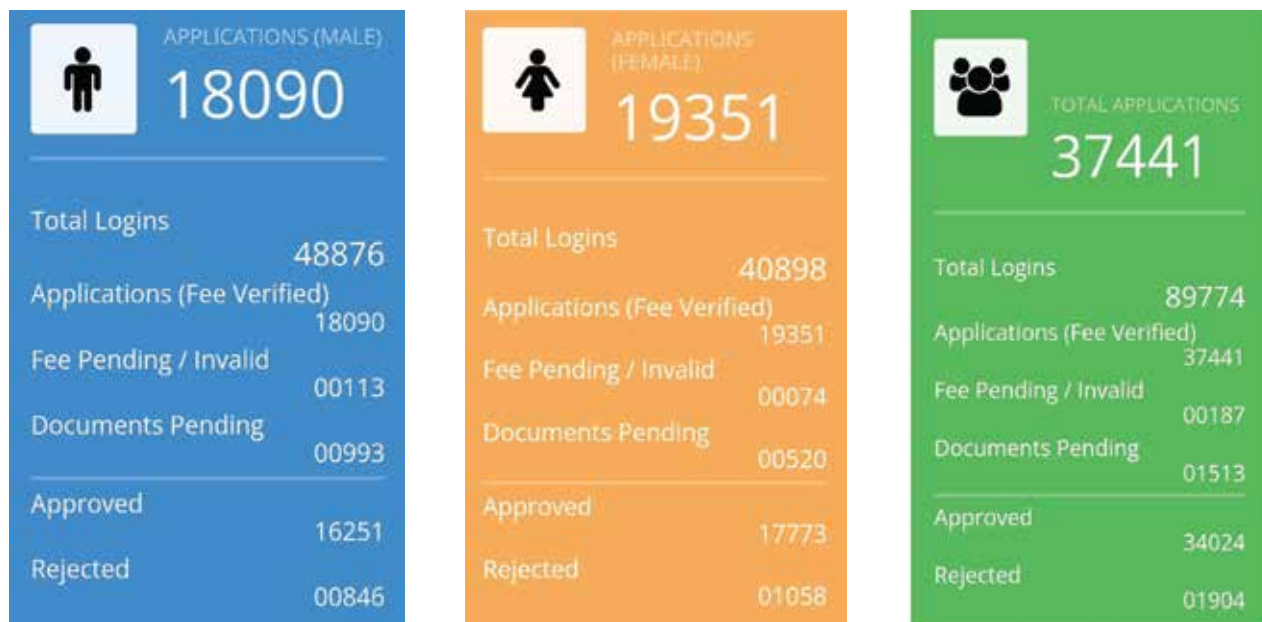 APPLICATIONS (MALE)
18090
Total Logins
48876
Applications (Fee Verified)
18090
Fee Pending / Invalid
00113
Documents Pending
00993
Approved
16251
Rejected
00846
APPLICATIONS
(FEMALE)
19351
Total Logins
40898
Applications (Fee Verified)
19351
Fee Pending / Invalid
00074
Documents Pending
00520
Approved
17773
Rejected
01058
TOTAL APPLICATIONS
37441
Total Logins
89774
Applications (Fee Verified)
37441
Fee Pending / Invalid
00187
Documents Pending
01513
Approved
34024
Rejected
01904